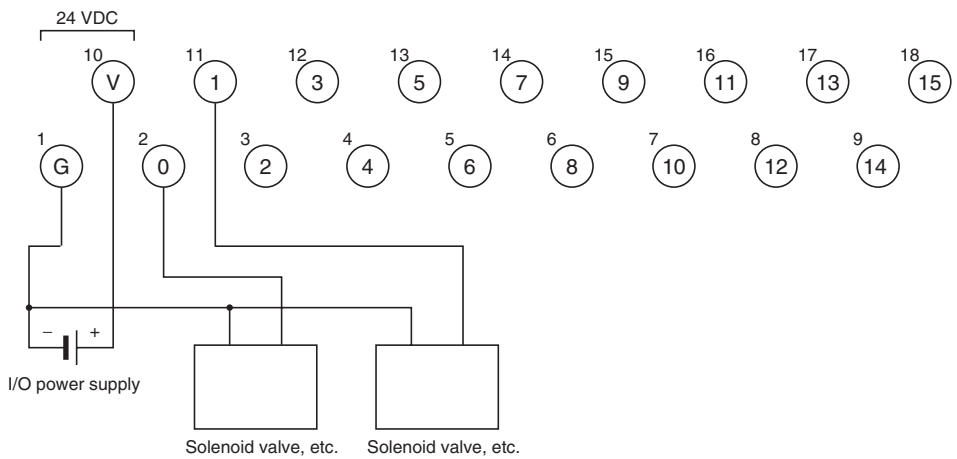 24 VDC
10 11 12 13 14 15 16 17 18
V 1 3 5 7 9 11 13 15
1 2 3 4 5 6 7 8 9
G 0 2 4 6 8 10 12 14
– +
I/O power supply
Solenoid valve, etc. Solenoid valve, etc.